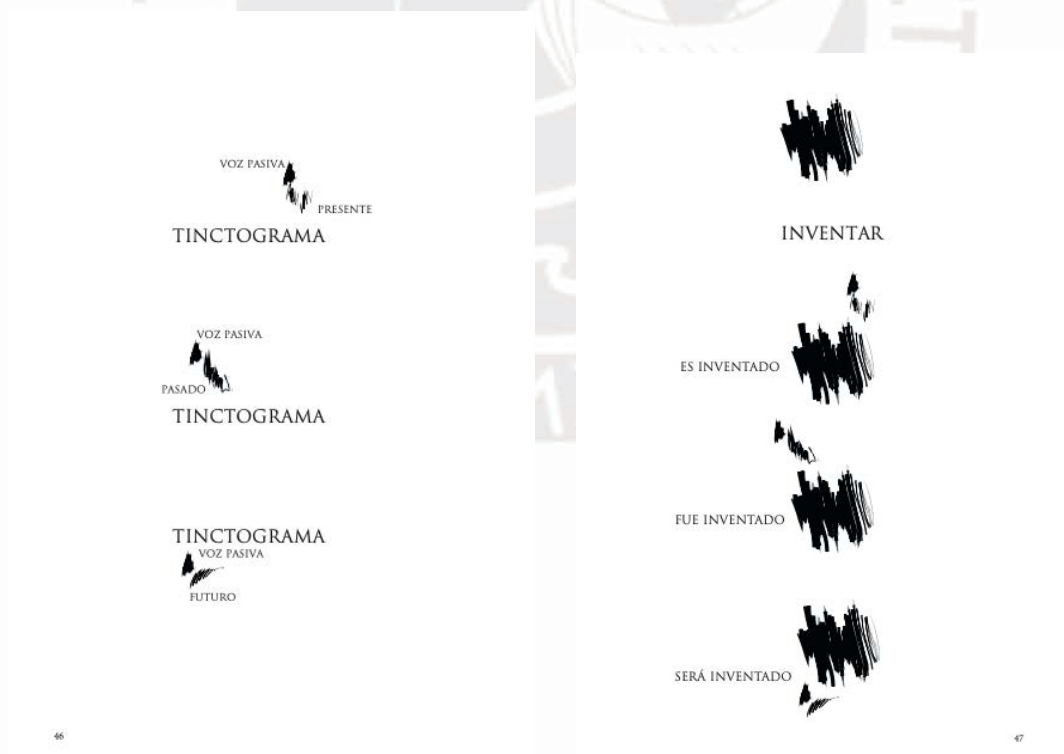 VOZ PASIVA
PRESENTE
TINCTOGRAMA
VOZ PASIVA
PASADO
TINCTOGRAMA
TINCTOGRAMA
VOZ PASIVA
FUTURO
46
INVENTAR
ES INVENTADO
FUE INVENTADO
SERÁ INVENTADO
47